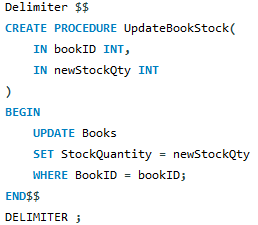 Delimiter $$
CREATE PROCEDURE UpdateBookStock(
    IN bookID INT,
    IN newStockQty INT
)
BEGIN
    UPDATE Books
    SET StockQuantity = newStockQty
    WHERE BookID = bookID;
END$$
DELIMITER ;